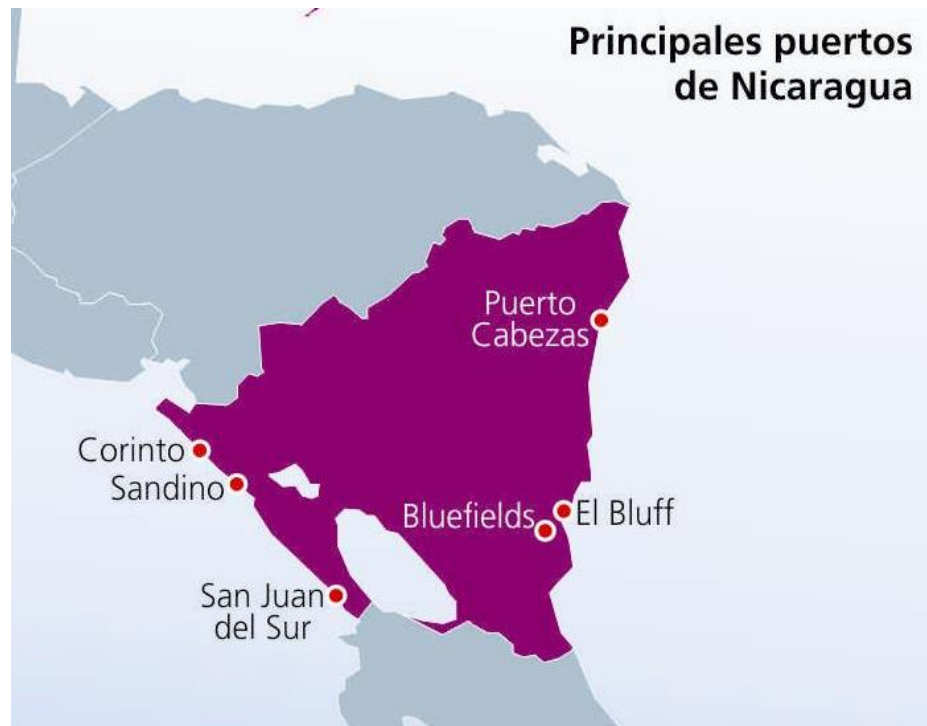 Principales puertos
de Nicaragua
Puerto
Cabezas
Corinto
Sandino
Bluefields
El Bluff
San Juan
del Sur